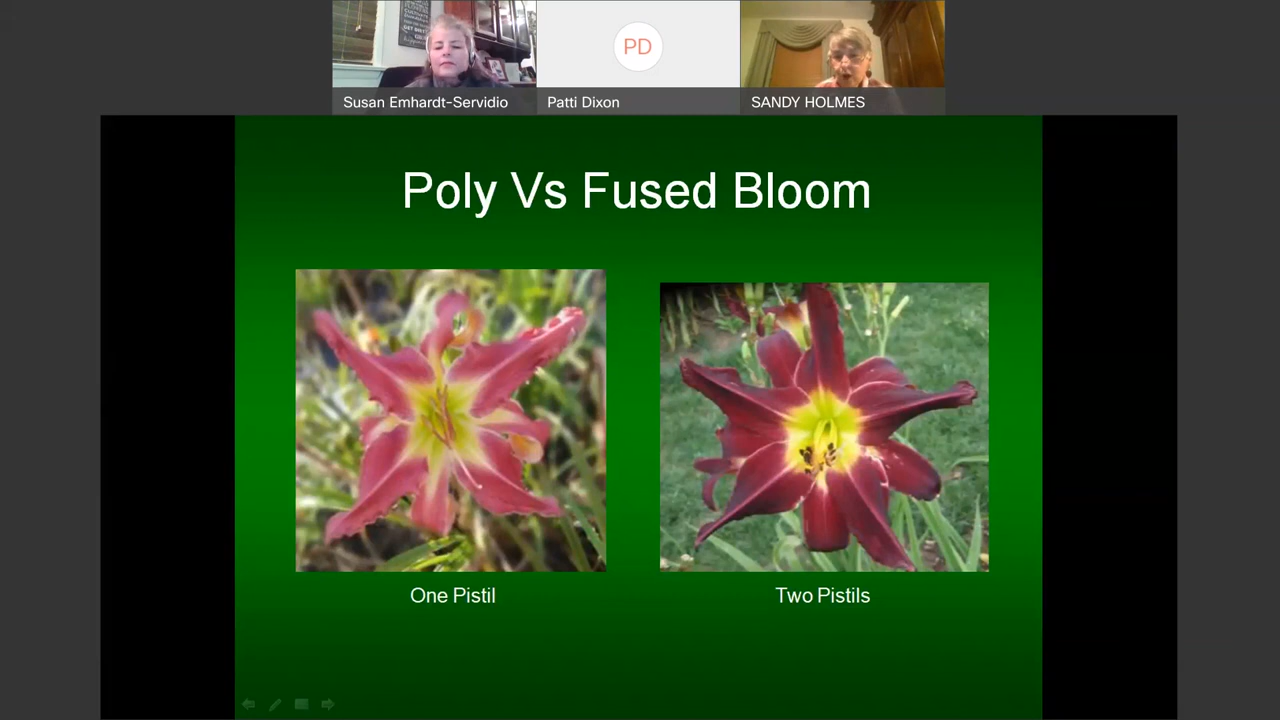 PD
Susan Emhardt-Servidio
Patti Dixon
SANDY HOLMES
Poly Vs Fused Bloom
One Pistil
Two Pistils